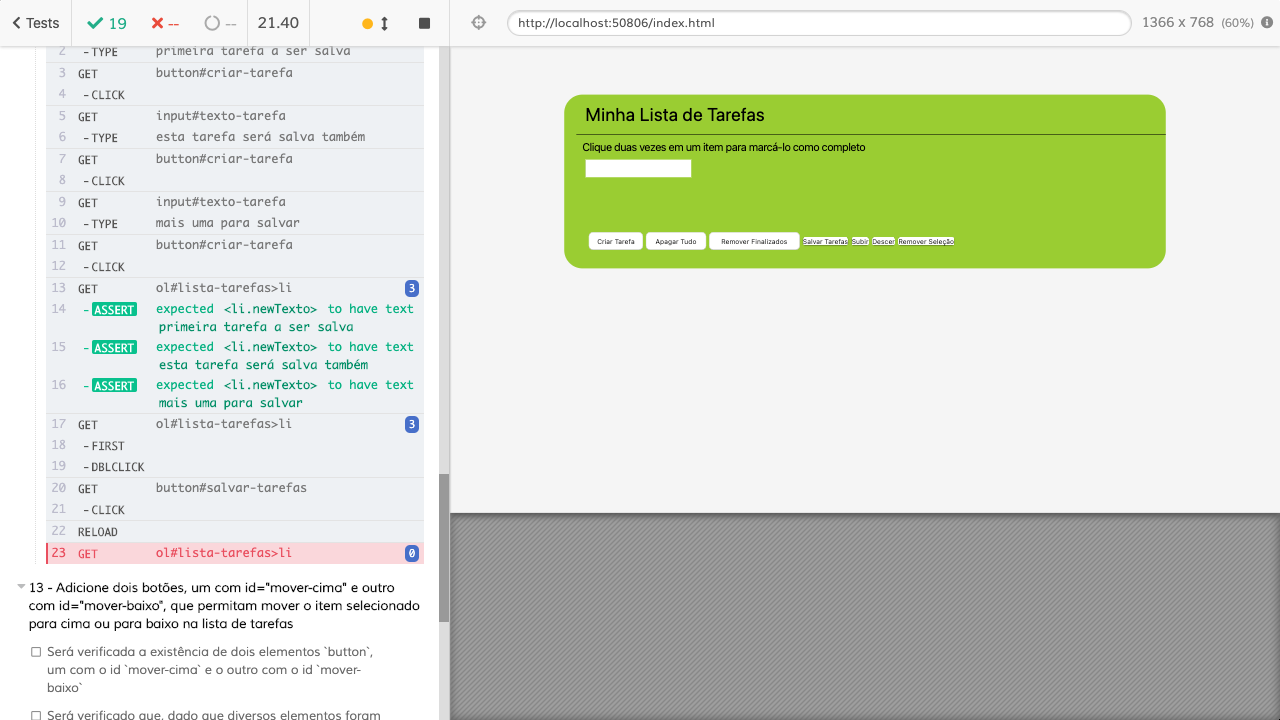 Tests
19
--
--
21.40
http://localhost:50806/index.html
1366 x 768 (60%)
2 -TYPE primeira tarefa a ser salva
3 GET button#criar-tarefa
4 -CLICK
5 GET input#texto-tarefa
6 -TYPE esta tarefa será salva também
7 GET button#criar-tarefa
8 -CLICK
9 GET input#texto-tarefa
10 -TYPE mais uma para salvar
11 GET button#criar-tarefa
12 -CLICK
13 GET ol#lista-tarefas>li 3
14 -ASSERT expected <li.newTexto> to have text
primeira tarefa a ser salva
15 -ASSERT expected <li.newTexto> to have text
esta tarefa será salva também
16 -ASSERT expected <li.newTexto> to have text
mais uma para salvar
17 GET ol#lista-tarefas>li 3
18 -FIRST
19 -DBLCLICK
20 GET button#salvar-tarefas
21 -CLICK
22 RELOAD
23 GET ol#lista-tarefas>li 0
13 - Adicione dois botões, um com id="mover-cima" e outro
com id="mover-baixo", que permitam mover o item selecionado
para cima ou para baixo na lista de tarefas
Será verificada a existência de dois elementos `button`,
um com o id `mover-cima` e o outro com o id `mover-
baixo`
Será verificado que, dado que diversos elementos foram
Minha Lista de Tarefas
Clique duas vezes em um item para marcá-lo como completo
Criar Tarefa Apagar Tudo Remover Finalizados Salvar Tarefas Subir Descer Remover Seleção